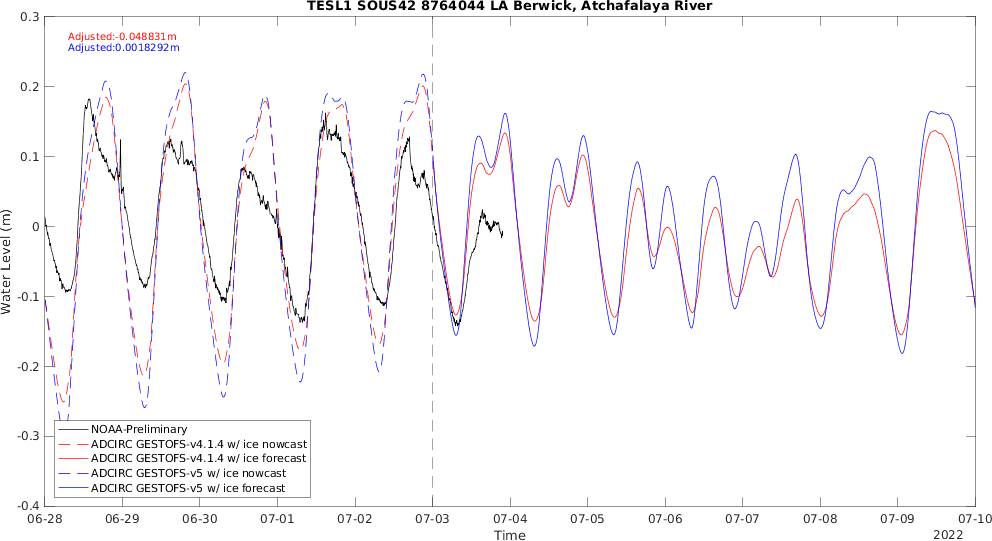 TESL1 SOUS42 8764044 LA Berwick, Atchafalaya River
Adjusted:-0.048831m
Adjusted:0.0018292m
Water Level (m)
0.3
0.2
0.1
0
-0.1
-0.2
-0.3
-0.4
NOAA-Preliminary
ADCIRC GESTOFS-v4.1.4 w/ ice nowcast
ADCIRC GESTOFS-v4.1.4 w/ ice forecast
ADCIRC GESTOFS-v5 w/ ice nowcast
ADCIRC GESTOFS-v5 w/ ice forecast
06-28 06-29 06-30 07-01 07-02 07-03 07-04 07-05 07-06 07-07 07-08 07-09 07-10
Time
2022